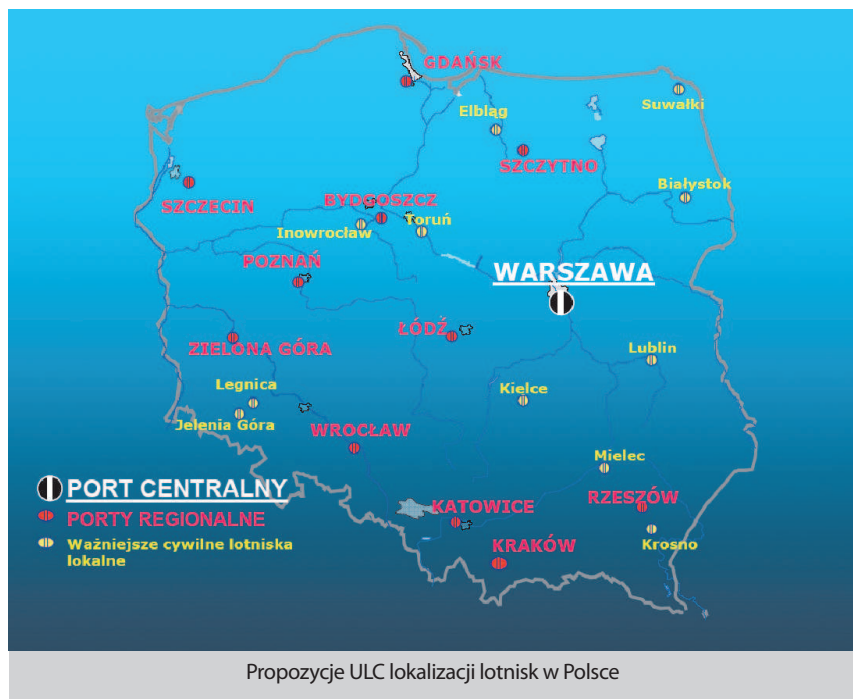 GDAŃSK
Suwałki
Elbląg
SZCZYTNO
Białystok
SZCZECIN
BYDGOSZCZ
Toruń
Inowrocław
POZNAŃ
WARSZAWA
ŁÓDŹ
ZIELONA GÓRA
Lublin
Legnica
Kielce
Jelenia Góra
WROCŁAW
Mielec
PORT CENTRALNY
RZESZÓW
KATOWICE
PORTY REGIONALNE
Ważniejsze cywilne lotniska
lokalne
KRAKÓW
Krosno
Propozycje ULC lokalizacji lotnisk w Polsce